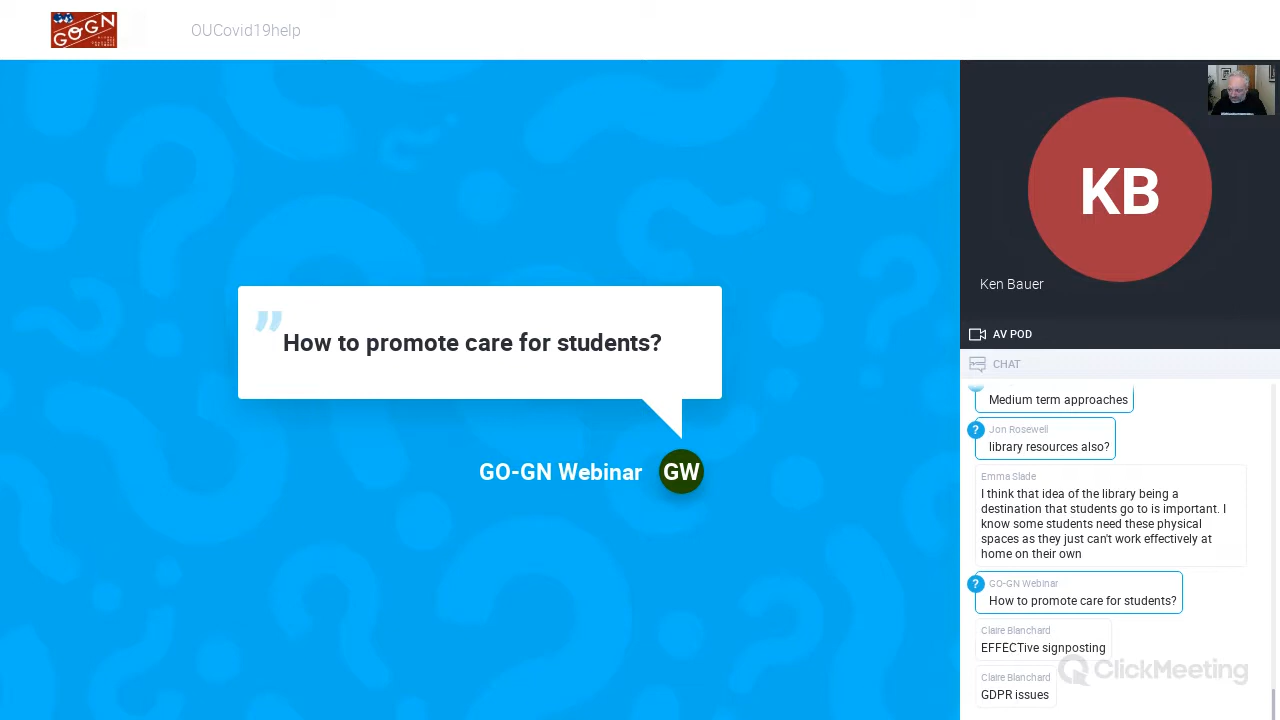 GOGN
OUCovid19help
How to promote care for students?
GO-GN Webinar
GW
KB
Ken Bauer
AV POD
CHAT
Medium term approaches
?
Jon Rosewell
library resources also?
Emma Slade
I think that idea of the library being a
destination that students go to is important. I
know some students need these physical
spaces as they just can't work effectively at
home on their own
?
GO-GN Webinar
How to promote care for students?
Claire Blanchard
EFFECTive signposting
Claire Blanchard
GDPR issues
ClickMeeting